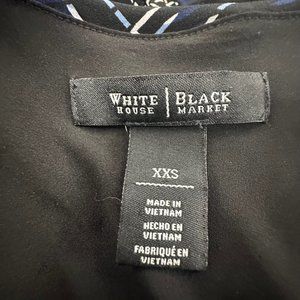 WHITE | BLACK
HOUSE | MARKET
XXS
MADE IN
VIETNAM
HECHO EN
VIETNAM
FABRIQUÉ EN
VIETNAM